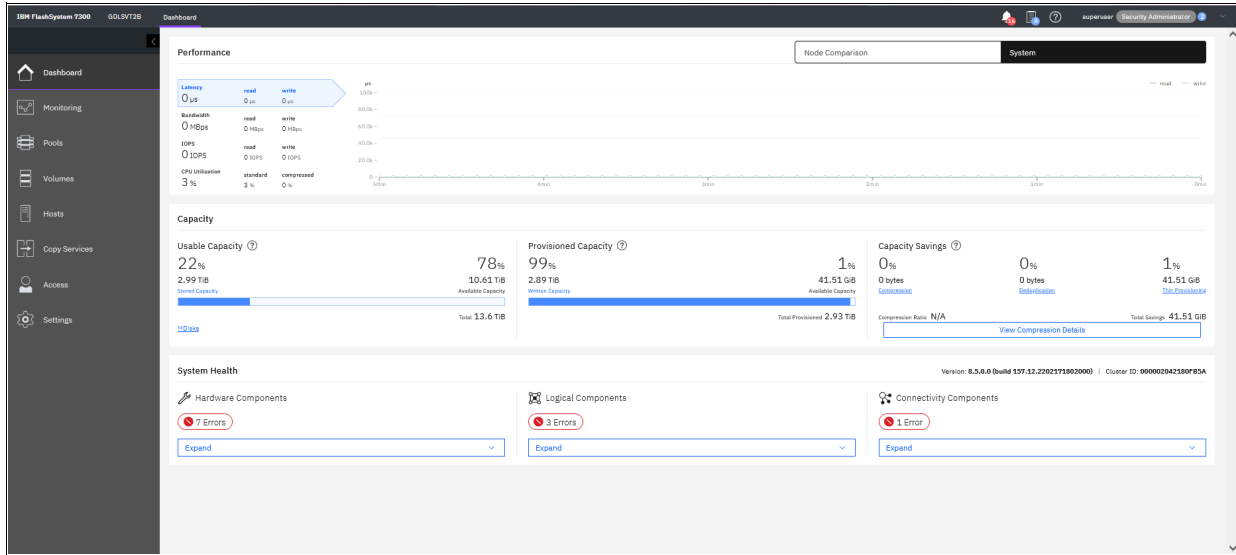 IBM FlashSystem 7300 GDLSVT2B Dashboard 16 superuser Security Administrator
Dashboard
Monitoring
Pools
Volumes
Hosts
Copy Services
Access
Settings
Performance
Node Comparison System
Latency read write
0 µs 0 µs 0 µs
Bandwidth read write
0 MBps 0 MBps 0 MBps
IOPS read write
0 IOPS 0 IOPS 0 IOPS
CPU Utilization standard compressed
3 % 3 % 0 %
µs
read write
100k
80.0k
60.0k
40.0k
20.0k
0
5min 4min 3min 2min 1min 0min
Capacity
Usable Capacity
22% 78%
2.99 TiB 10.61 TiB
Stored Capacity Available Capacity
Total 13.6 TiB
MDisks
Provisioned Capacity
99% 1%
2.89 TiB 41.51 GiB
Written Capacity Available Capacity
Total Provisioned 2.93 TiB
Capacity Savings
0% 0% 1%
0 bytes 0 bytes 41.51 GiB
Compression Deduplication Thin Provisioning
Compression Ratio N/A Total Savings 41.51 GiB
View Compression Details
System Health
Version: 8.5.0.0 (build 157.12.2202171802000) | Cluster ID: 000002042180FB5A
Hardware Components
7 Errors
Expand
Logical Components
3 Errors
Expand
Connectivity Components
1 Error
Expand